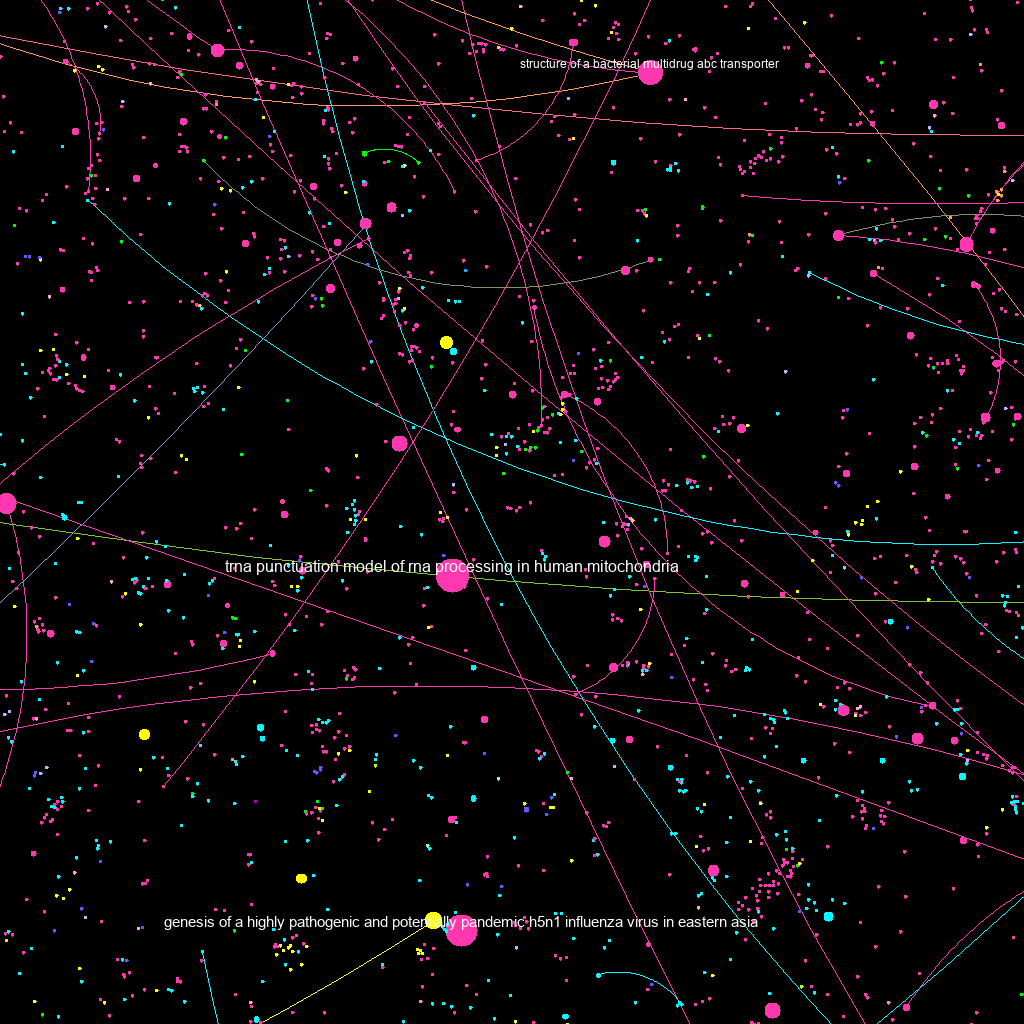 structure of a bacterial multidrug abc transporter
trna punctuation model of rna processing in human mitochondria
genesis of a highly pathogenic and potentially pandemic h5n1 influenza virus in eastern asia